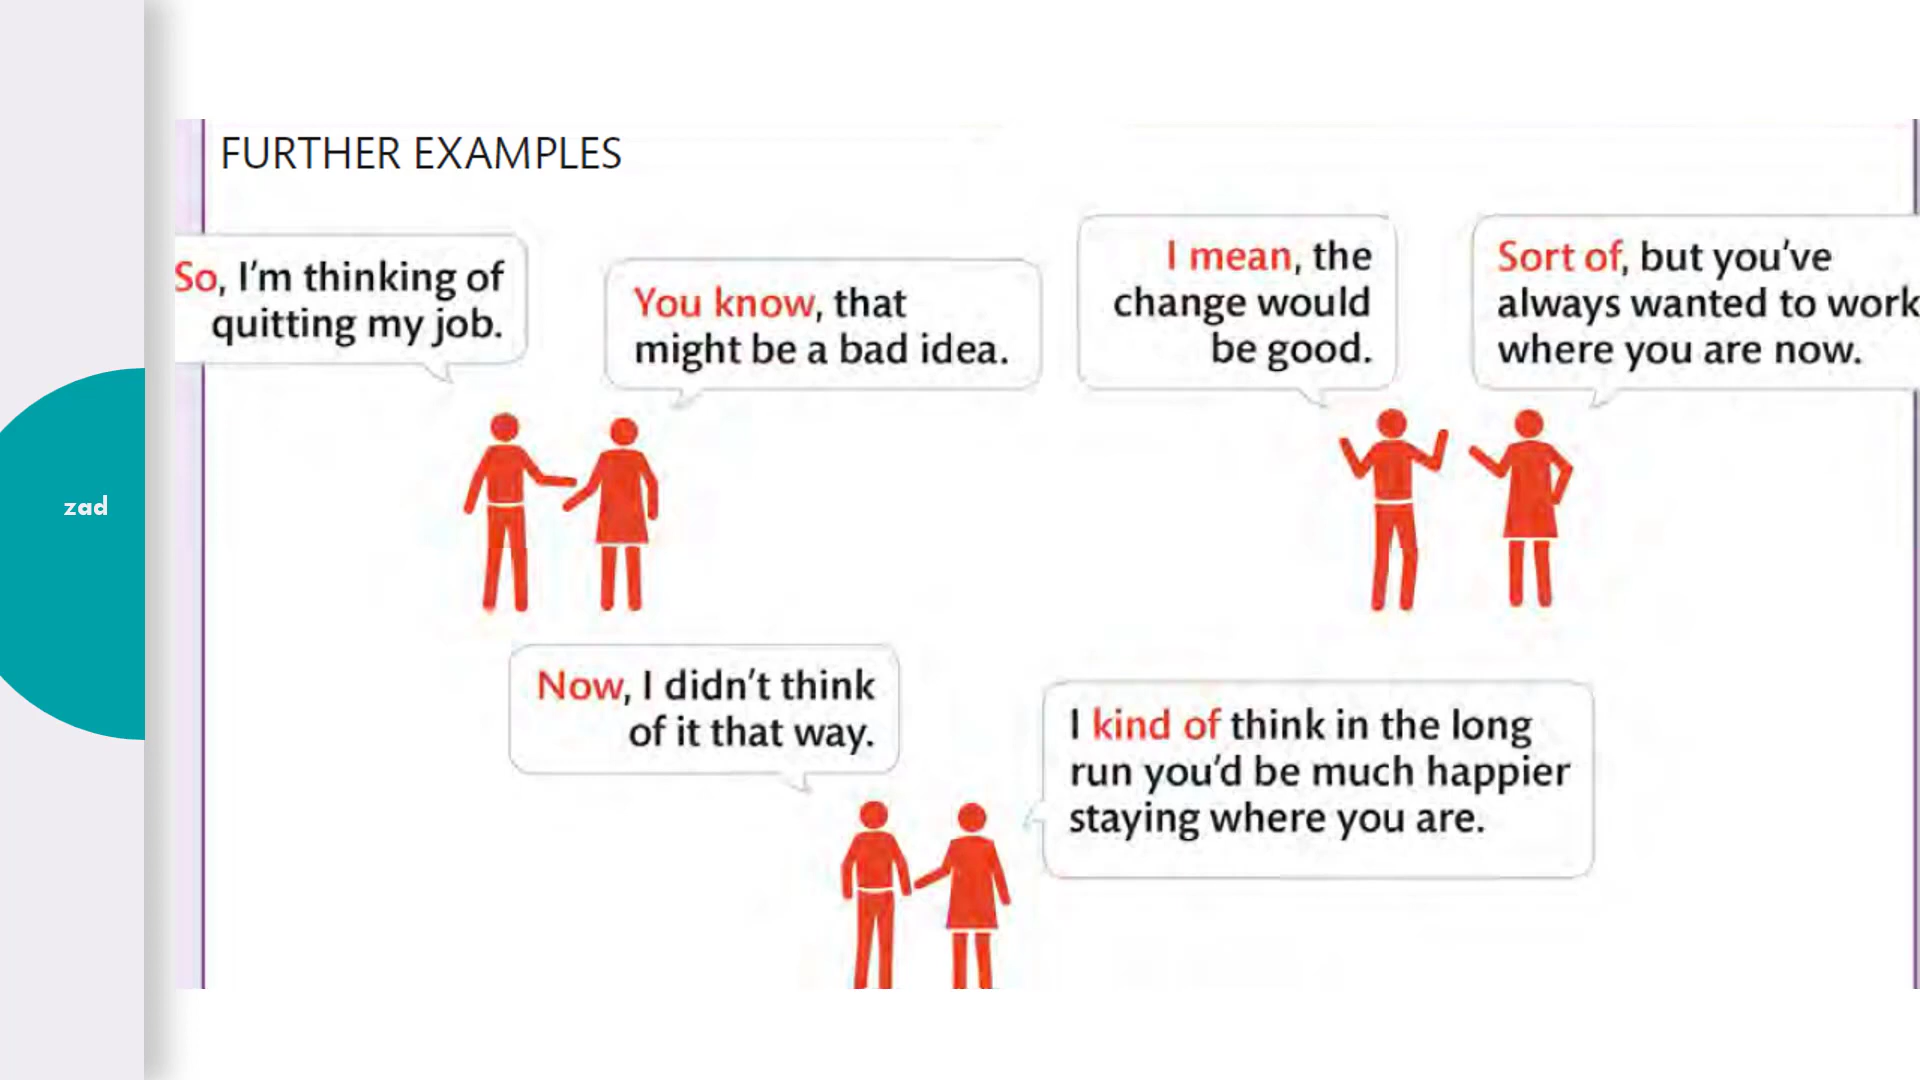 FURTHER EXAMPLES
So, I'm thinking of
quitting my job.
You know, that
might be a bad idea.
I mean, the
change would
be good.
Sort of, but you've
always wanted to work
where you are now.
zad
Now, I didn't think
of it that way.
I kind of think in the long
run you'd be much happier
staying where you are.